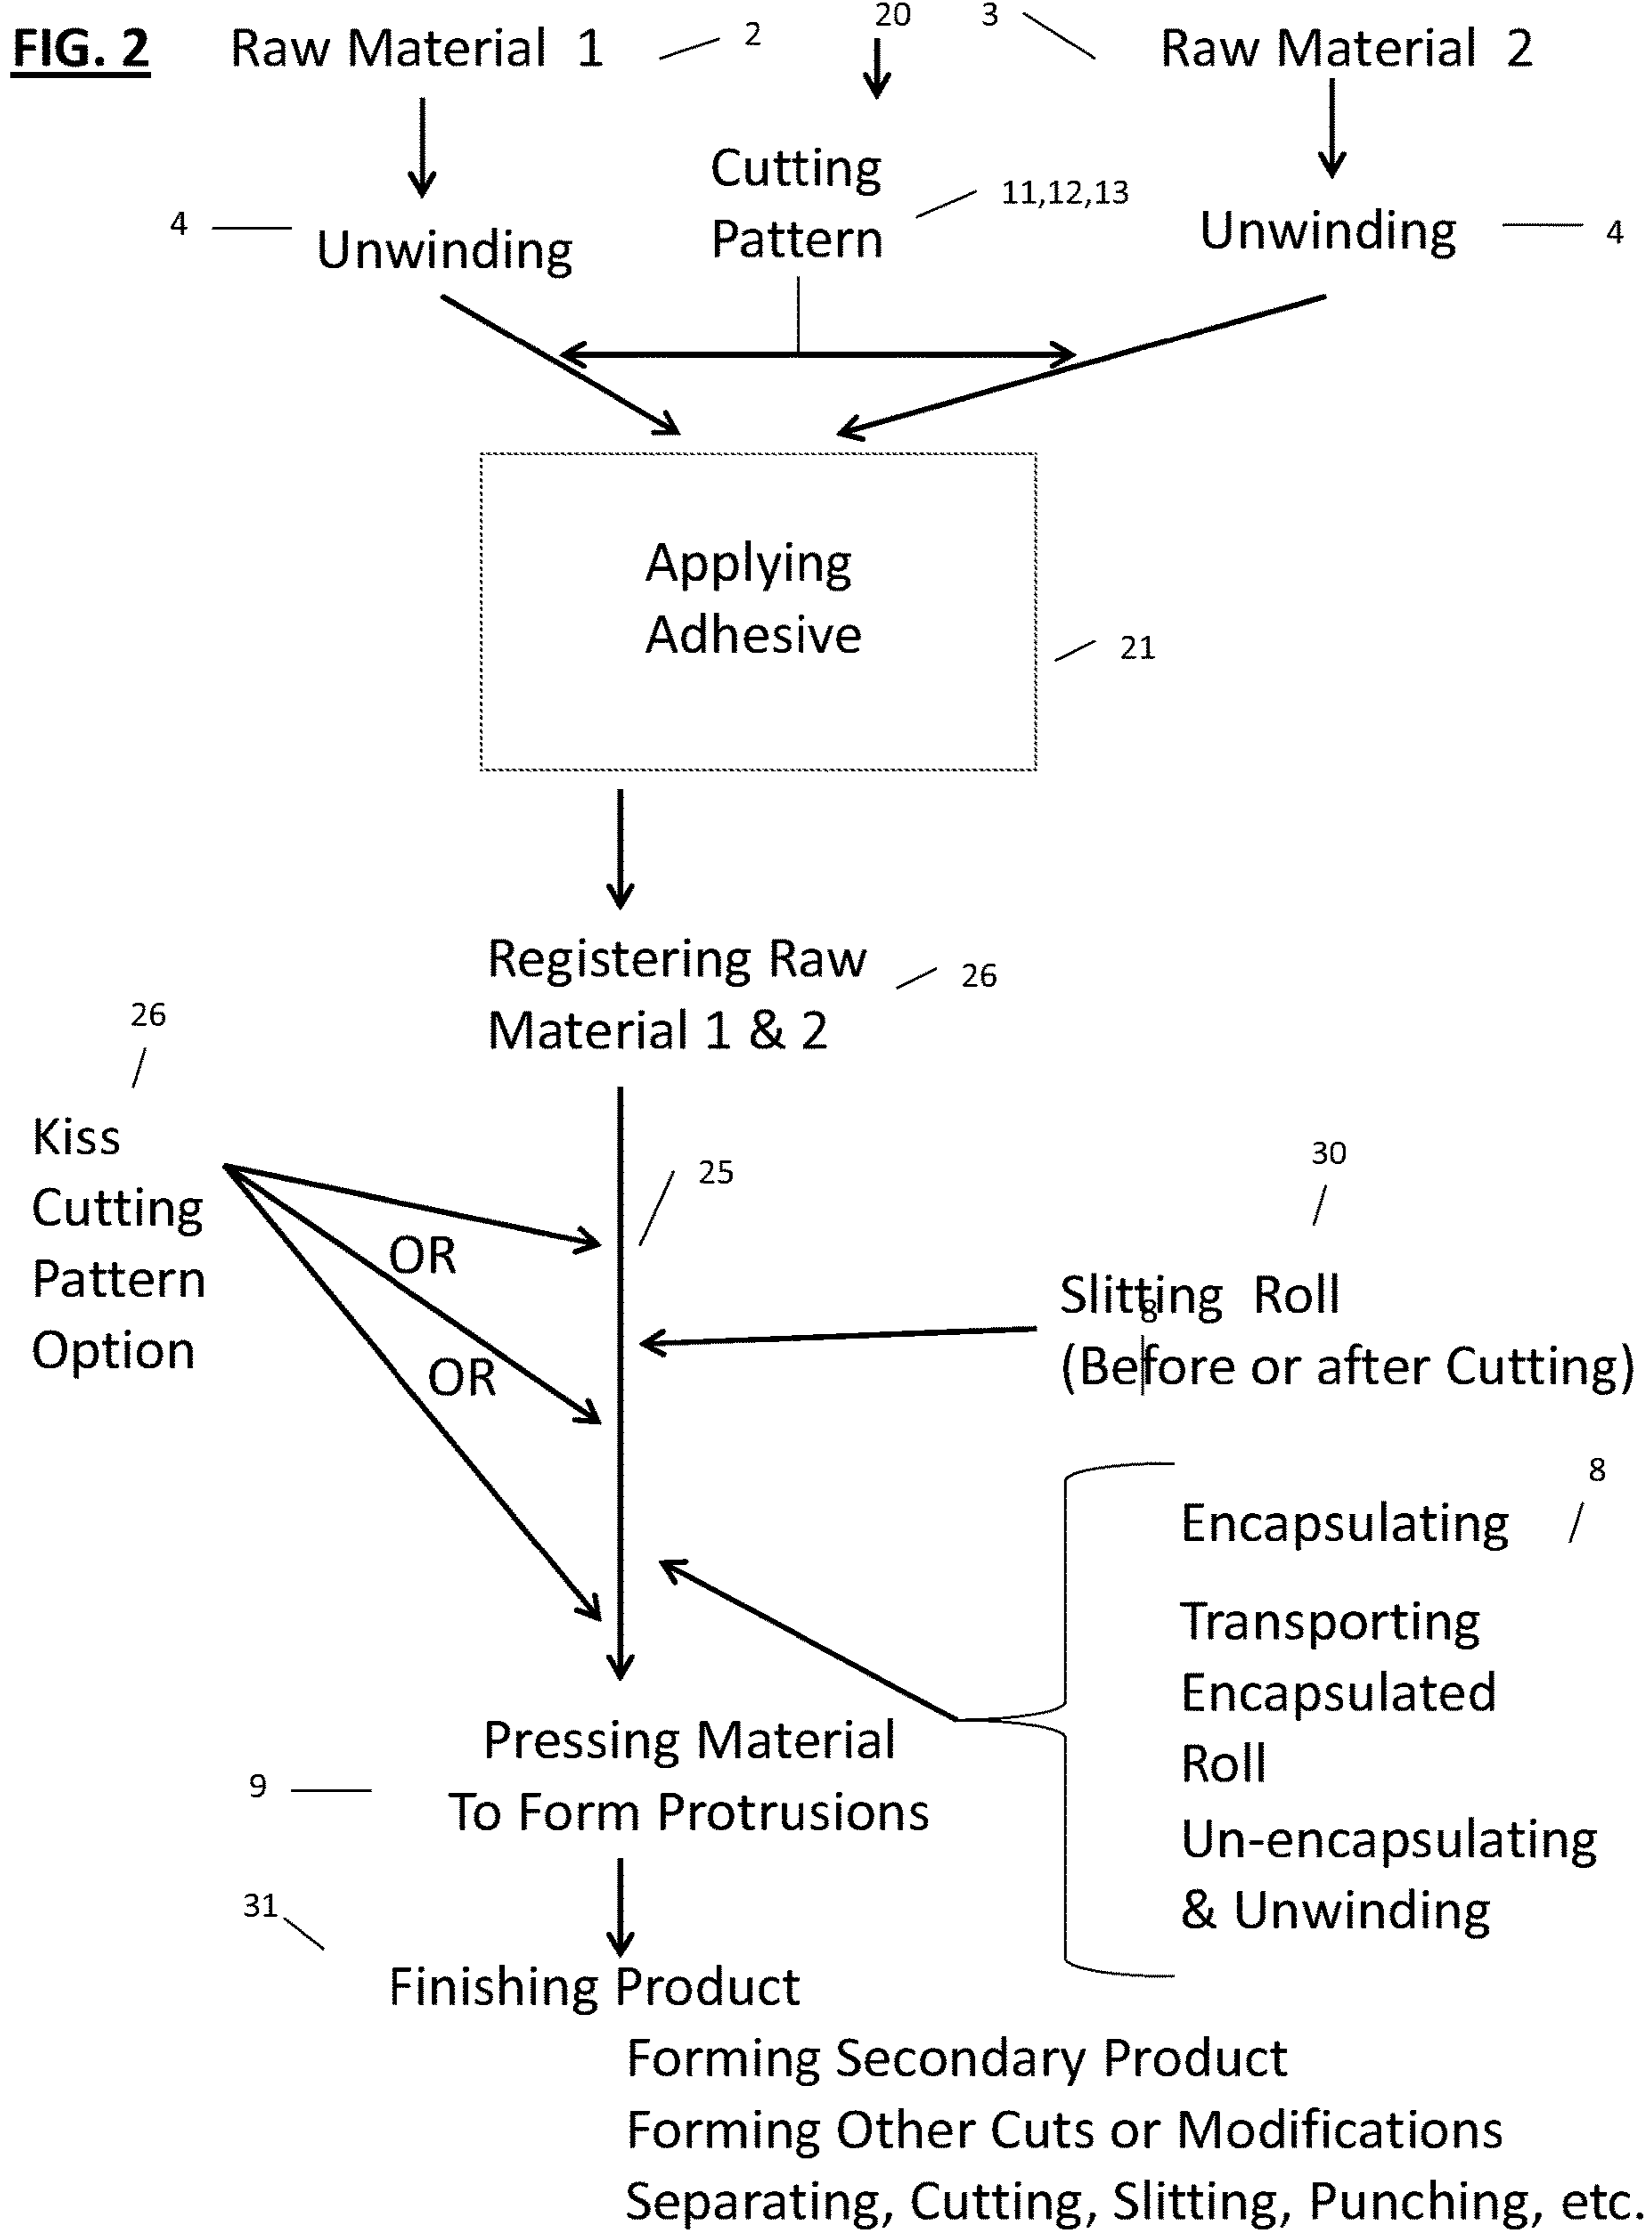 FIG. 2
Raw Material 1
2
20
3
Raw Material 2
Cutting
Pattern
11,12,13
4
Unwinding
Unwinding
4
Applying
Adhesive
21
Registering Raw
Material 1 & 2
26
26
Kiss
Cutting
Pattern
Option
OR
OR
25
30
Slitting Roll
8
(Before or after Cutting)
8
Encapsulating
Transporting
Encapsulated
Roll
Un-encapsulating
& Unwinding
Pressing Material
To Form Protrusions
9
31
Finishing Product
Forming Secondary Product
Forming Other Cuts or Modifications
Separating, Cutting, Slitting, Punching, etc.